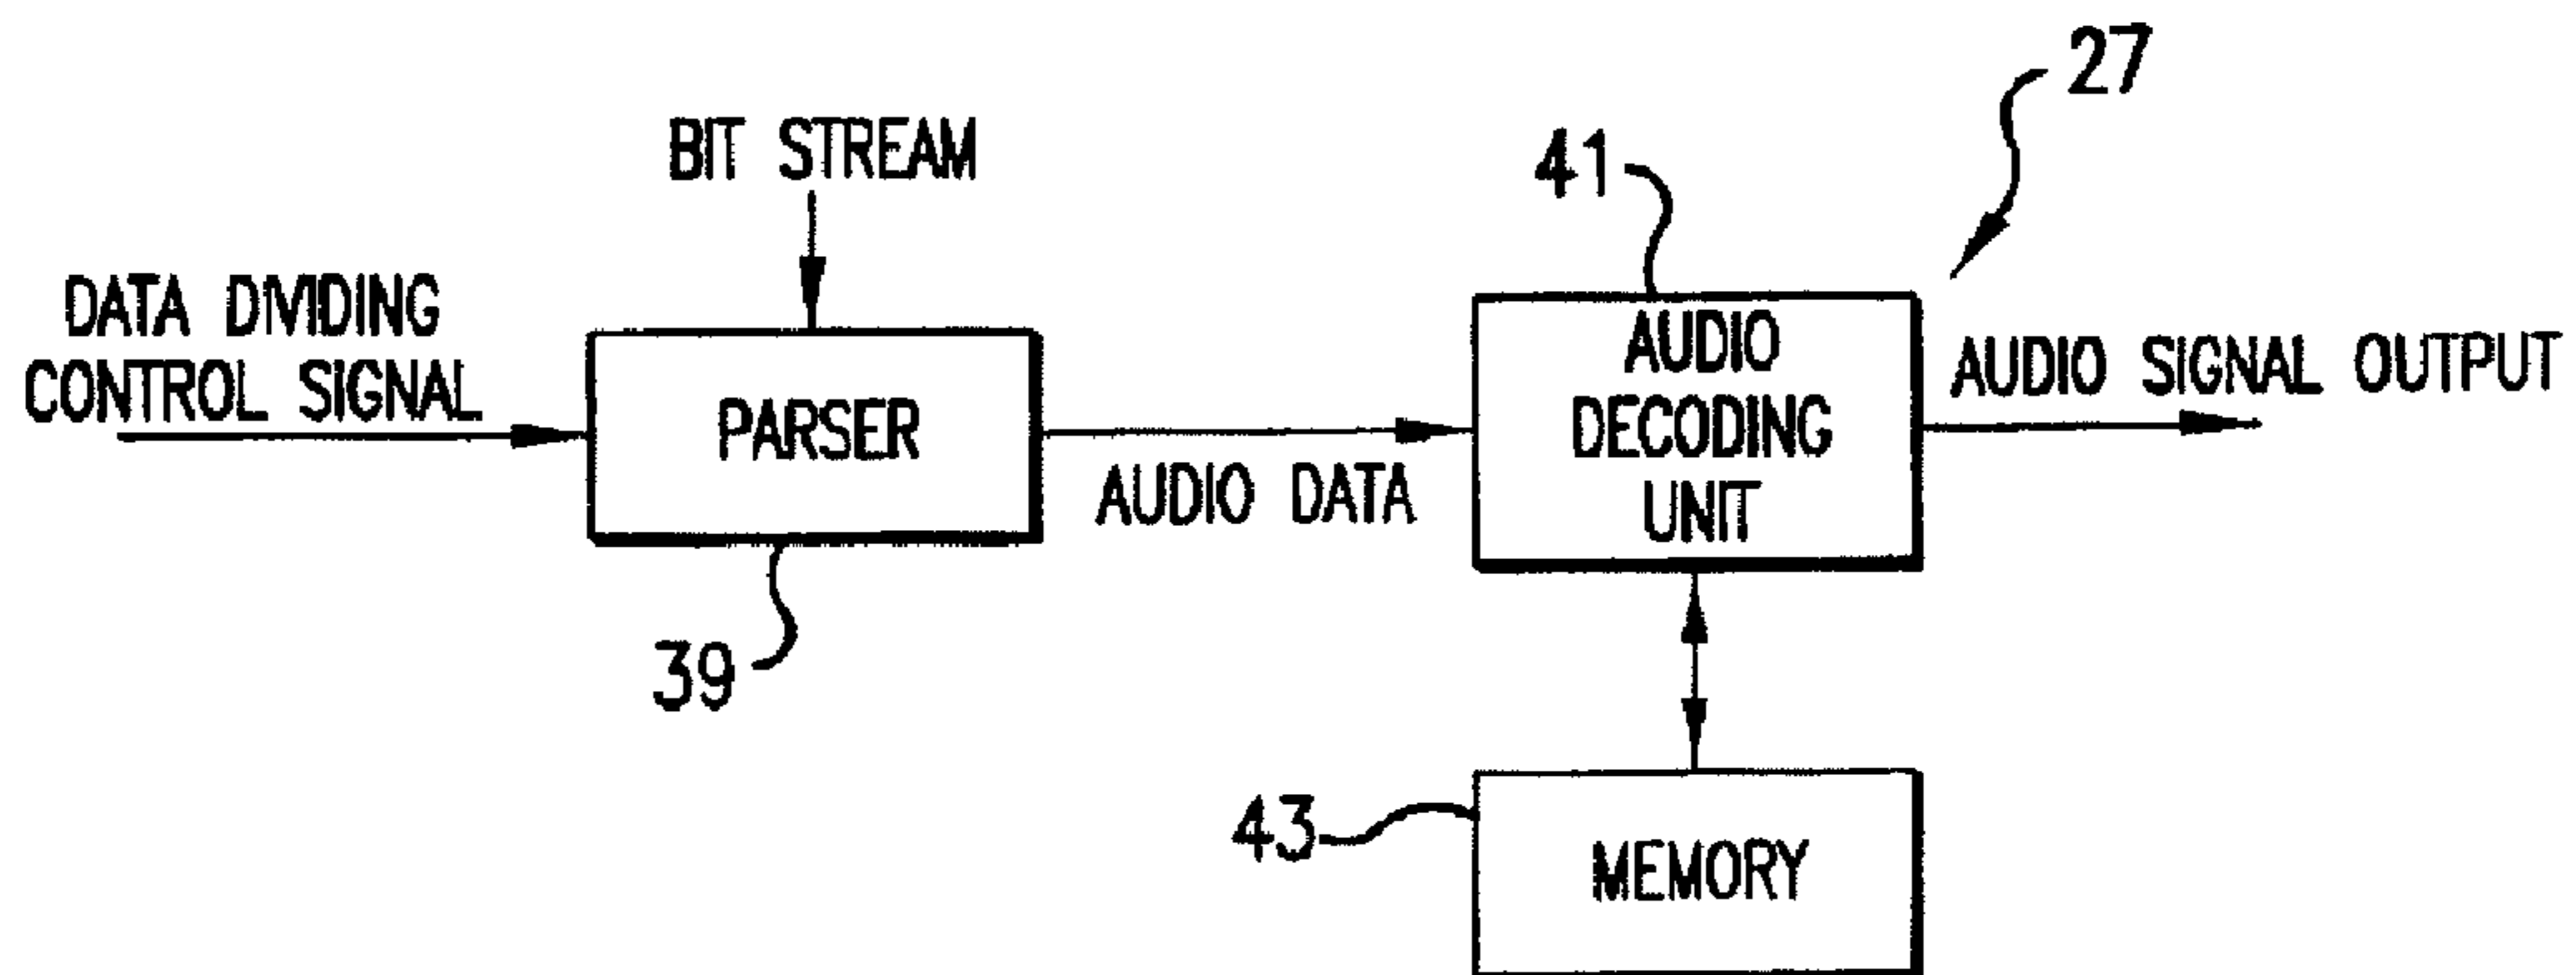 27
BIT STREAM
41
DATA DIVIDING
CONTROL SIGNAL
PARSER
AUDIO DATA
AUDIO
DECODING
UNIT
AUDIO SIGNAL OUTPUT
39
43
MEMORY